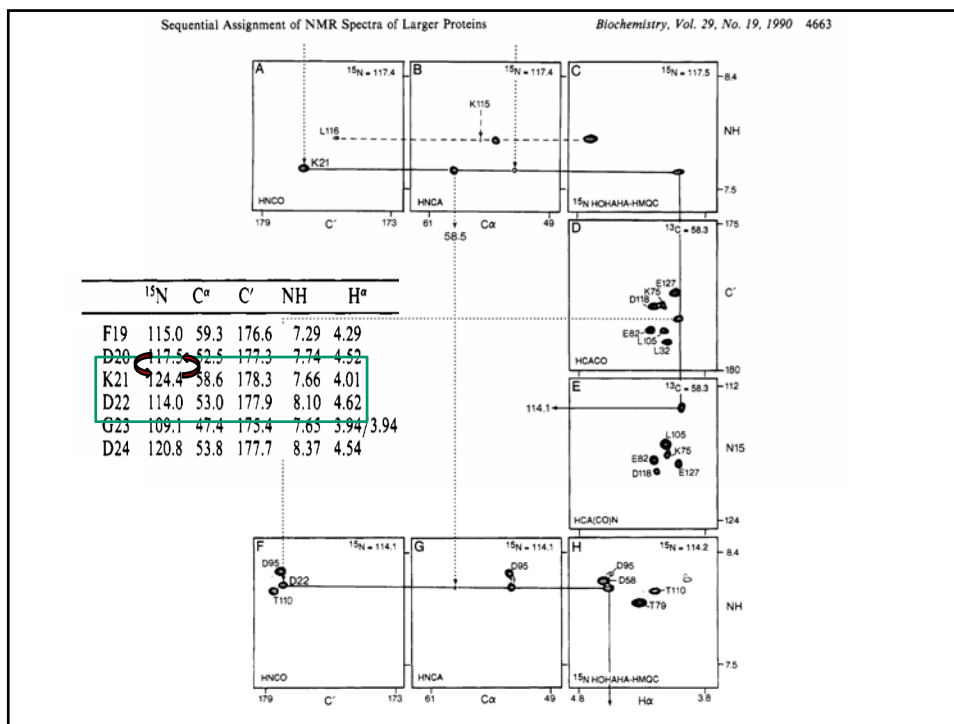 Sequential Assignment of NMR Spectra of Larger Proteins Biochemistry, Vol. 29, No. 19, 1990 4663
A ¹⁵N = 117.4 B ¹⁵N = 117.4 C ¹⁵N = 117.5 8.4
K115
NH
L116
K21
HNCO HNCA ¹⁵N HOHAHA-HMQC 7.5
179 C' 173 61 Cα 49
58.5
D ¹³C = 58.3 175
E127
K75
D118
C'
E82
L105
L32
HCACO 180
¹⁵N Cᵅ C' NH Hᵅ
F19 115.0 59.3 176.6 7.29 4.29
D20 117.5 52.5 177.3 7.74 4.52
K21 124.4 58.6 178.3 7.66 4.01
D22 114.0 53.0 177.9 8.10 4.62
G23 109.1 47.4 175.4 7.65 3.94/3.94
D24 120.8 53.8 177.7 8.37 4.54
E ¹³C = 58.3 112
114.1
L105
N15
E82 K75
D118 E127
HCA(CO)N 124
F ¹⁵N = 114.1 G ¹⁵N = 114.1 H ¹⁵N = 114.2 8.4
D95 D95 D95
D22 D58
T110 T110
T79
NH
HNCO HNCA ¹⁵N HOHAHA-HMQC 7.5
179 C' 173 61 Cα 49 4.8 Hα 3.8